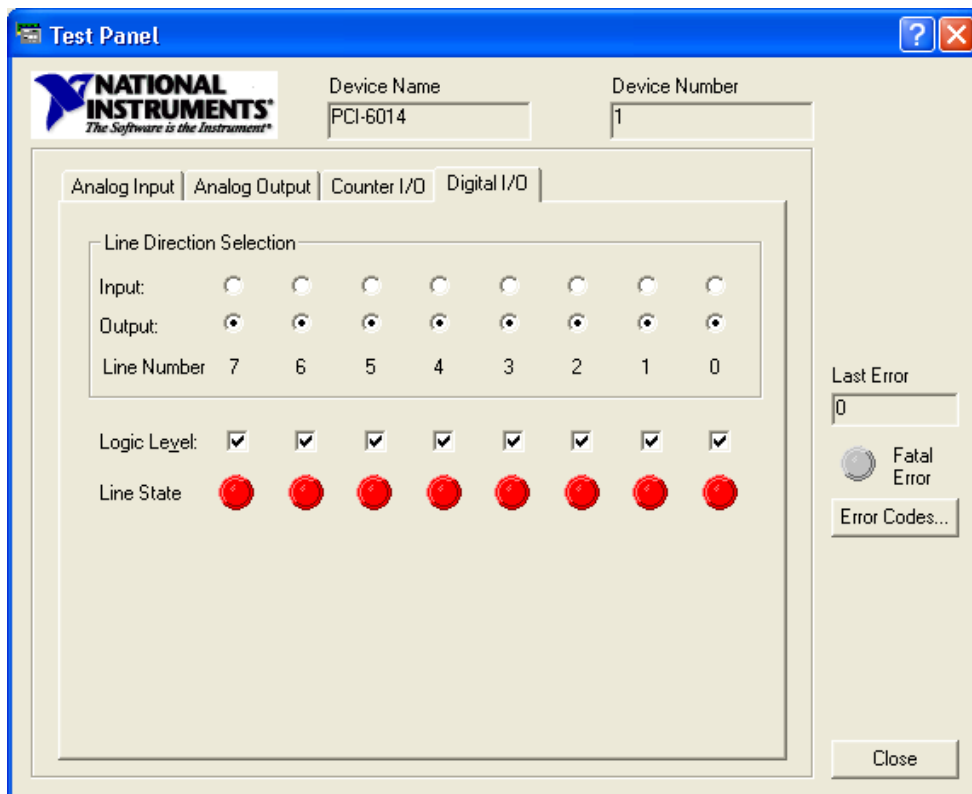 Test Panel
NATIONAL
INSTRUMENTS®
The Software is the Instrument®
Device Name
PCI-6014
Device Number
1
Analog Input
Analog Output
Counter I/O
Digital I/O
Line Direction Selection
Input:
Output:
Line Number 7 6 5 4 3 2 1 0
Logic Level:
Line State
Last Error
0
Fatal
Error
Error Codes...
Close